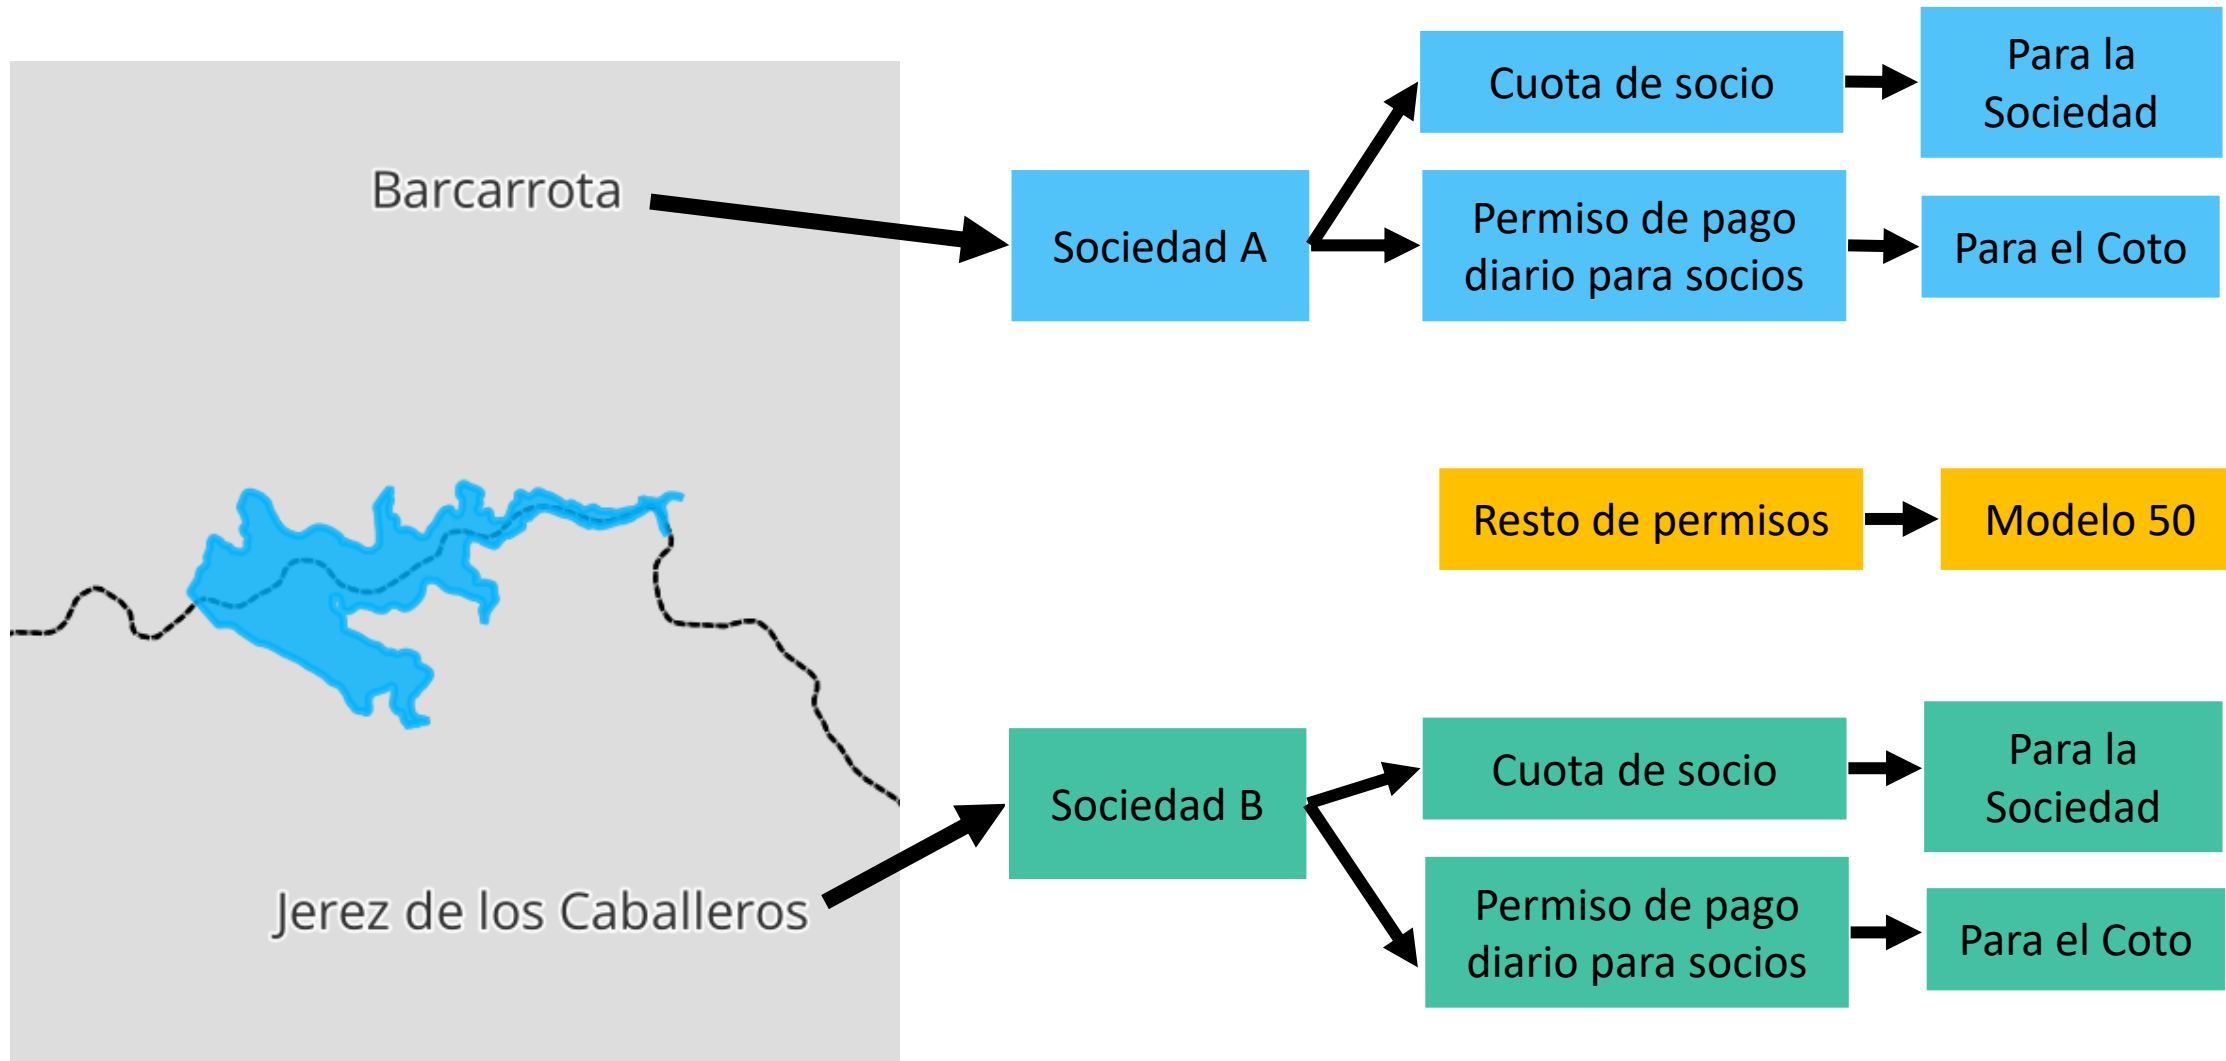 Barcarrota
Sociedad A
Cuota de socio
Para la
Sociedad
Permiso de pago
diario para socios
Para el Coto
Resto de permisos
Modelo 50
Jerez de los Caballeros
Sociedad B
Cuota de socio
Para la
Sociedad
Permiso de pago
diario para socios
Para el Coto